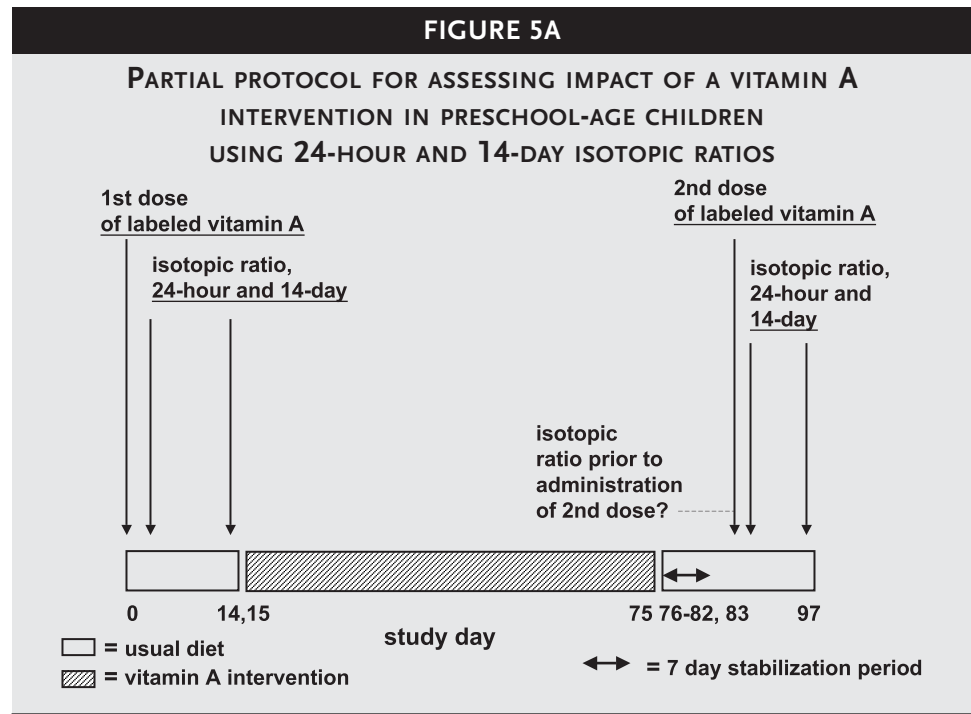 FIGURE 5A
PARTIAL PROTOCOL FOR ASSESSING IMPACT OF A VITAMIN A
INTERVENTION IN PRESCHOOL-AGE CHILDREN
USING 24-HOUR AND 14-DAY ISOTOPIC RATIOS
1st dose
of labeled vitamin A
isotopic ratio,
24-hour and 14-day
2nd dose
of labeled vitamin A
isotopic ratio,
24-hour and
14-day
isotopic
ratio prior to
administration
of 2nd dose?
0 14,15 75 76-82, 83 97
study day
= usual diet
= vitamin A intervention
= 7 day stabilization period